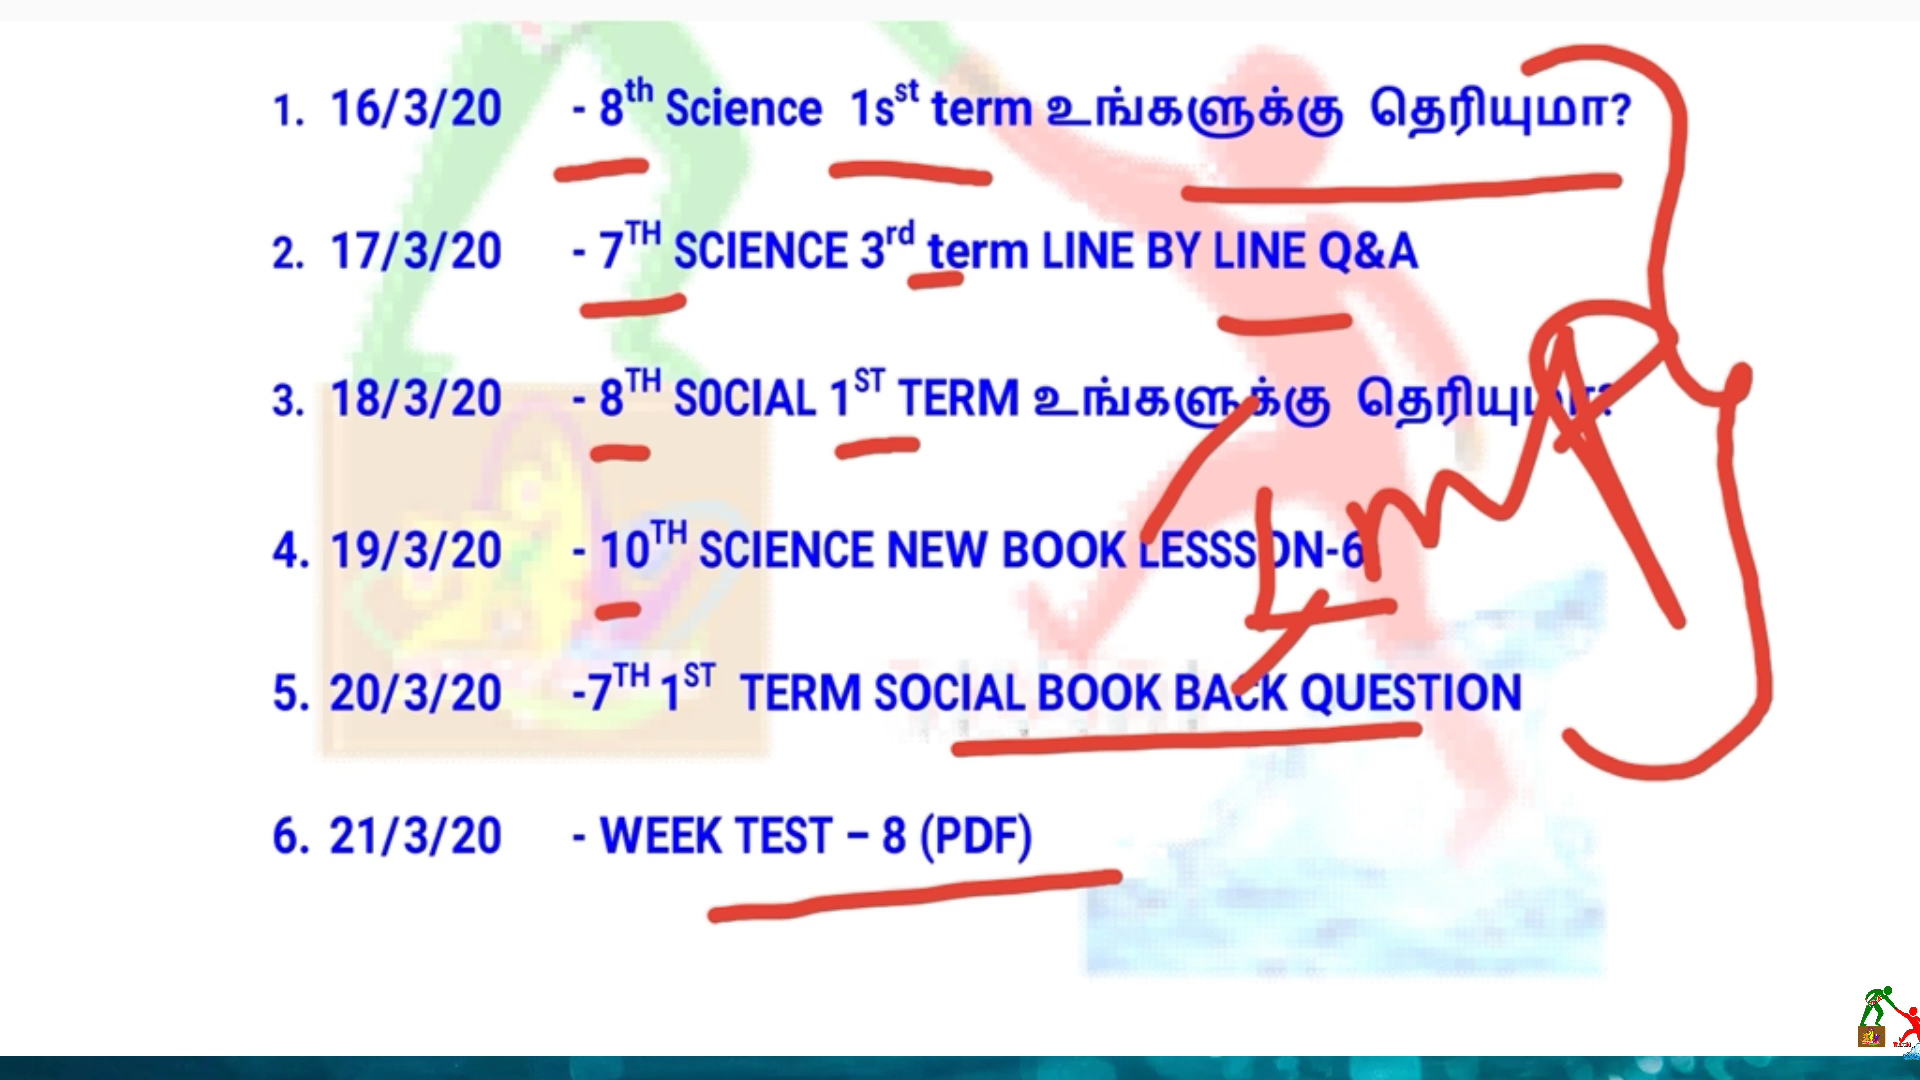 1. 16/3/20 - 8th Science 1sst term உங்களுக்கு தெரியுமா?
2. 17/3/20 - 7TH SCIENCE 3rd term LINE BY LINE Q&A
3. 18/3/20 - 8TH SOCIAL 1ST TERM உங்களுக்கு தெரியுமா?
4. 19/3/20 - 10TH SCIENCE NEW BOOK LESSSON-6
5. 20/3/20 -7TH 1ST TERM SOCIAL BOOK BACK QUESTION
Imp
6. 21/3/20 - WEEK TEST – 8 (PDF)